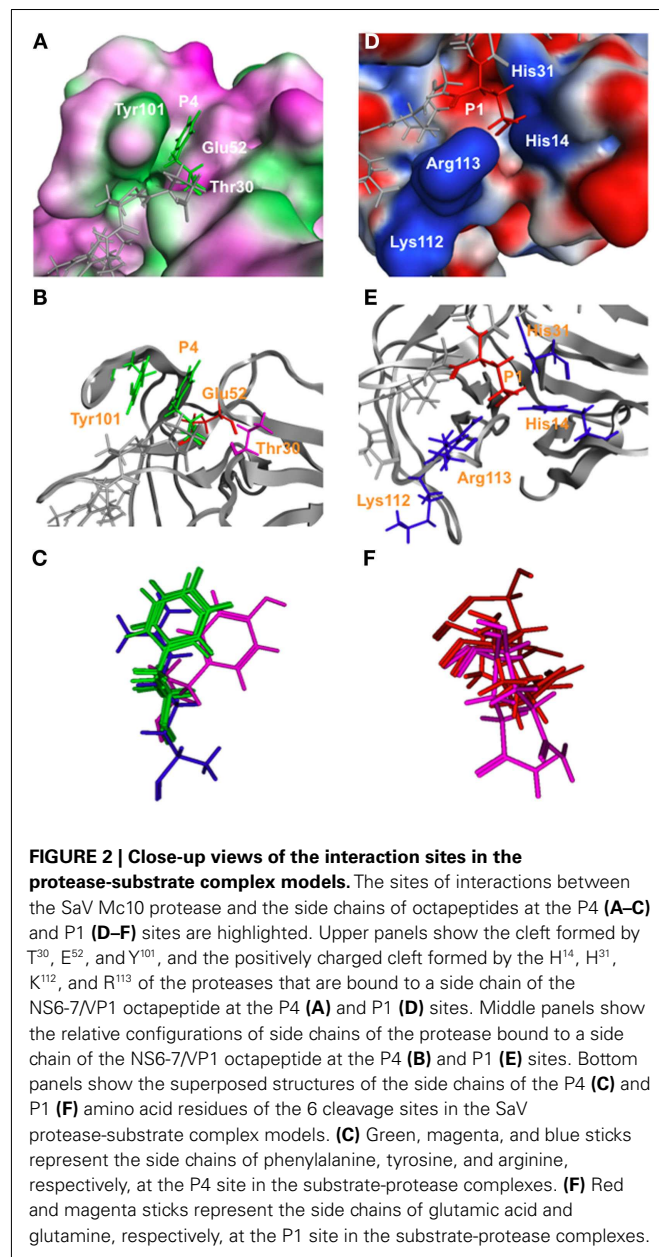 A
Tyr101
P4
Glu52
Thr30
D
His31
P1
His14
Arg113
Lys112
B
P4
Glu52
Tyr101
Thr30
E
His31
P1
His14
Arg113
Lys112
C
F
FIGURE 2 | Close-up views of the interaction sites in the
protease-substrate complex models. The sites of interactions between
the SaV Mc10 protease and the side chains of octapeptides at the P4 (A–C)
and P1 (D–F) sites are highlighted. Upper panels show the cleft formed by
T³⁰, E⁵², and Y¹⁰¹, and the positively charged cleft formed by the H¹⁴, H³¹,
K¹¹², and R¹¹³ of the proteases that are bound to a side chain of the
NS6-7/VP1 octapeptide at the P4 (A) and P1 (D) sites. Middle panels show
the relative configurations of side chains of the protease bound to a side
chain of the NS6-7/VP1 octapeptide at the P4 (B) and P1 (E) sites. Bottom
panels show the superposed structures of the side chains of the P4 (C) and
P1 (F) amino acid residues of the 6 cleavage sites in the SaV
protease-substrate complex models. (C) Green, magenta, and blue sticks
represent the side chains of phenylalanine, tyrosine, and arginine,
respectively, at the P4 site in the substrate-protease complexes. (F) Red
and magenta sticks represent the side chains of glutamic acid and
glutamine, respectively, at the P1 site in the substrate-protease complexes.